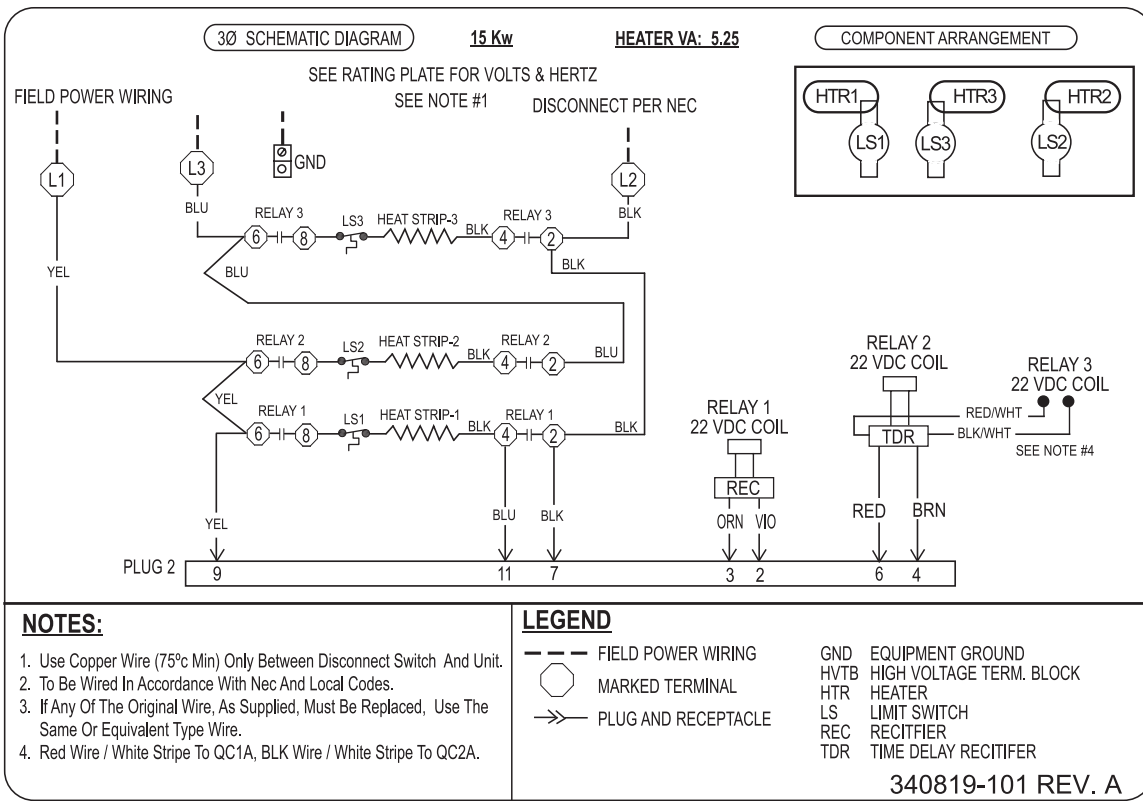 3Ø SCHEMATIC DIAGRAM
15 Kw
HEATER VA: 5.25
COMPONENT ARRANGEMENT
SEE RATING PLATE FOR VOLTS & HERTZ
SEE NOTE #1
FIELD POWER WIRING
DISCONNECT PER NEC
HTR1
HTR3
HTR2
LS1
LS3
LS2
L1
L3
GND
L2
BLU
BLK
RELAY 3
LS3
HEAT STRIP-3
BLK
RELAY 3
6
8
4
2
YEL
BLU
BLK
RELAY 2
LS2
HEAT STRIP-2
BLK
RELAY 2
BLU
6
8
4
2
YEL
RELAY 1
LS1
HEAT STRIP-1
BLK
RELAY 1
BLK
6
8
4
2
RELAY 1
22 VDC COIL
REC
ORN
VIO
RELAY 2
22 VDC COIL
TDR
RELAY 3
22 VDC COIL
RED/WHT
BLK/WHT
SEE NOTE #4
RED
BRN
YEL
BLU
BLK
PLUG 2
9
11
7
3
2
6
4
NOTES:
1. Use Copper Wire (75ºc Min) Only Between Disconnect Switch And Unit.
2. To Be Wired In Accordance With Nec And Local Codes.
3. If Any Of The Original Wire, As Supplied, Must Be Replaced, Use The
Same Or Equivalent Type Wire.
4. Red Wire / White Stripe To QC1A, BLK Wire / White Stripe To QC2A.
LEGEND
FIELD POWER WIRING
MARKED TERMINAL
PLUG AND RECEPTACLE
GND EQUIPMENT GROUND
HVTB HIGH VOLTAGE TERM. BLOCK
HTR HEATER
LS LIMIT SWITCH
REC RECITFIER
TDR TIME DELAY RECITIFER
340819-101 REV. A